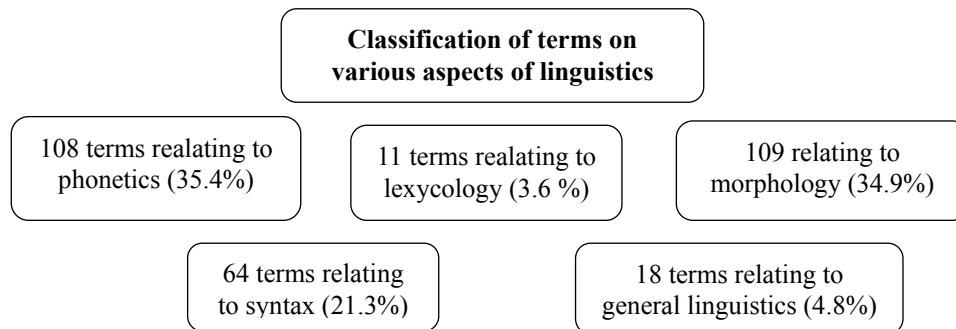 Classification of terms on
various aspects of linguistics
108 terms realating to
phonetics (35.4%)
11 terms realating to
lexycology (3.6 %)
109 relating to
morphology (34.9%)
64 terms relating
to syntax (21.3%)
18 terms relating to
general linguistics (4.8%)